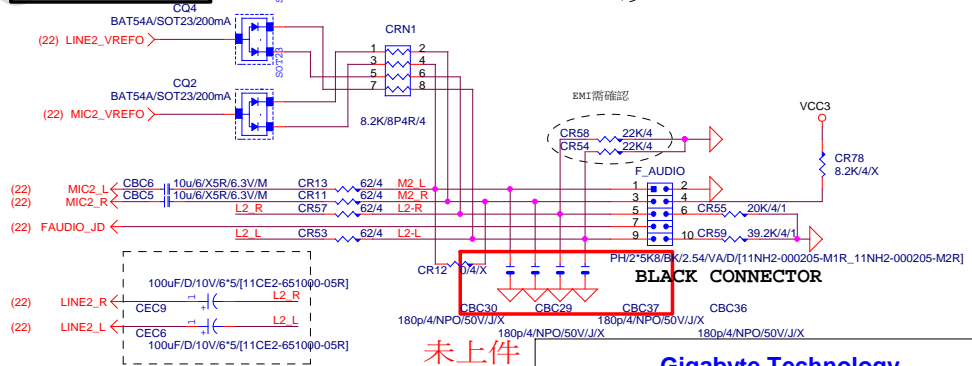 CQ4
BAT54A/SOT23/200mA
(22) LINE2_VREFO
SOT23
CRN1
1 2
3 4
5 6
7 8
8.2K/8P4R/4
CQ2
BAT54A/SOT23/200mA
(22) MIC2_VREFO
EMI需確認
CR58 22K/4
CR54 22K/4
VCC3
CR78
8.2K/4/X
F_AUDIO
(22) MIC2_L CBC6 10u/6/X5R/6.3V/M CR13 62/4 M2_L 1 2
(22) MIC2_R CBC5 10u/6/X5R/6.3V/M CR11 62/4 M2_R 3 4
L2_R CR57 62/4 L2-R 5 6 CR55 20K/4/1
(22) FAUDIO_JD 7
L2_L CR53 62/4 L2-L 9 10 CR59 39.2K/4/1
PH/2*5K8/BK/2.54/VA/D/[11NH2-000205-M1R_11NH2-000205-M2R]
CR12 0/4/X
BLACK CONNECTOR
100uF/D/10V/6*5/[11CE2-651000-05R]
(22) LINE2_R 1 + L2_R
CEC9
(22) LINE2_L 1 + L2_L
CEC6
100uF/D/10V/6*5/[11CE2-651000-05R]
CBC30 CBC29 CBC37 CBC36
180p/4/NPO/50V/J/X 180p/4/NPO/50V/J/X
180p/4/NPO/50V/J/X 180p/4/NPO/50V/J/X
未上件
Gigabyte Technology